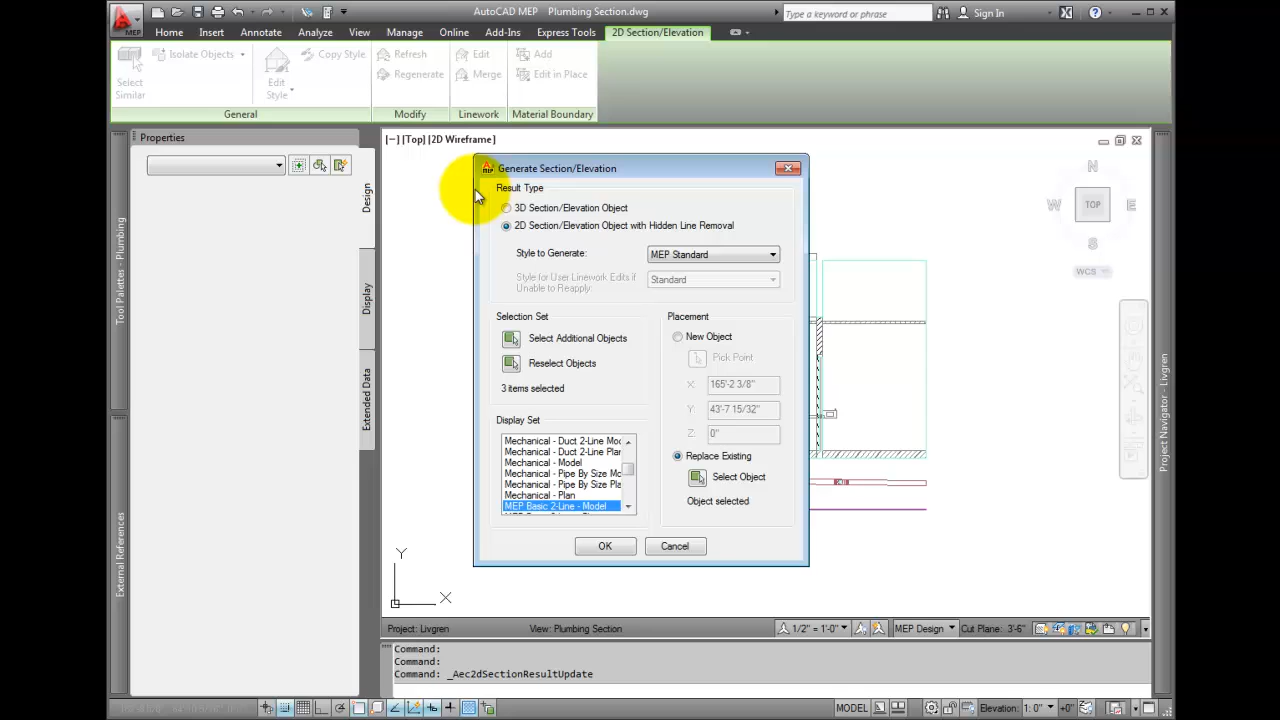 AutoCAD MEP Plumbing Section.dwg
Type a keyword or phrase
Sign In
MEP
Home Insert Annotate Analyze View Manage Online Add-Ins Express Tools 2D Section/Elevation
Select Similar
Isolate Objects
Edit Style
Copy Style
Refresh
Regenerate
Edit
Merge
Add
Edit in Place
General Modify Linework Material Boundary
Properties
Design
Display
Extended Data
Tool Palettes - Plumbing
External References
[−] [Top] [2D Wireframe]
N
W TOP E
S
WCS
Project Navigator - Livgren
Generate Section/Elevation
Result Type
3D Section/Elevation Object
2D Section/Elevation Object with Hidden Line Removal
Style to Generate: MEP Standard
Style for User Linework Edits if
Unable to Reapply: Standard
Selection Set
Select Additional Objects
Reselect Objects
3 items selected
Display Set
Mechanical - Duct 2-Line Mo
Mechanical - Duct 2-Line Plar
Mechanical - Model
Mechanical - Pipe By Size Mo
Mechanical - Pipe By Size Pla
Mechanical - Plan
MEP Basic 2-Line - Model
Placement
New Object
Pick Point
X: 165'-2 3/8"
Y: 43'-7 15/32"
Z: 0"
Replace Existing
Select Object
Object selected
OK Cancel
Y
X
Project: Livgren View: Plumbing Section 1/2" = 1'-0" MEP Design Cut Plane: 3'-6"
Command:
Command:
Command: _Aec2dSectionResultUpdate
MODEL Elevation: 1: 0" +0"